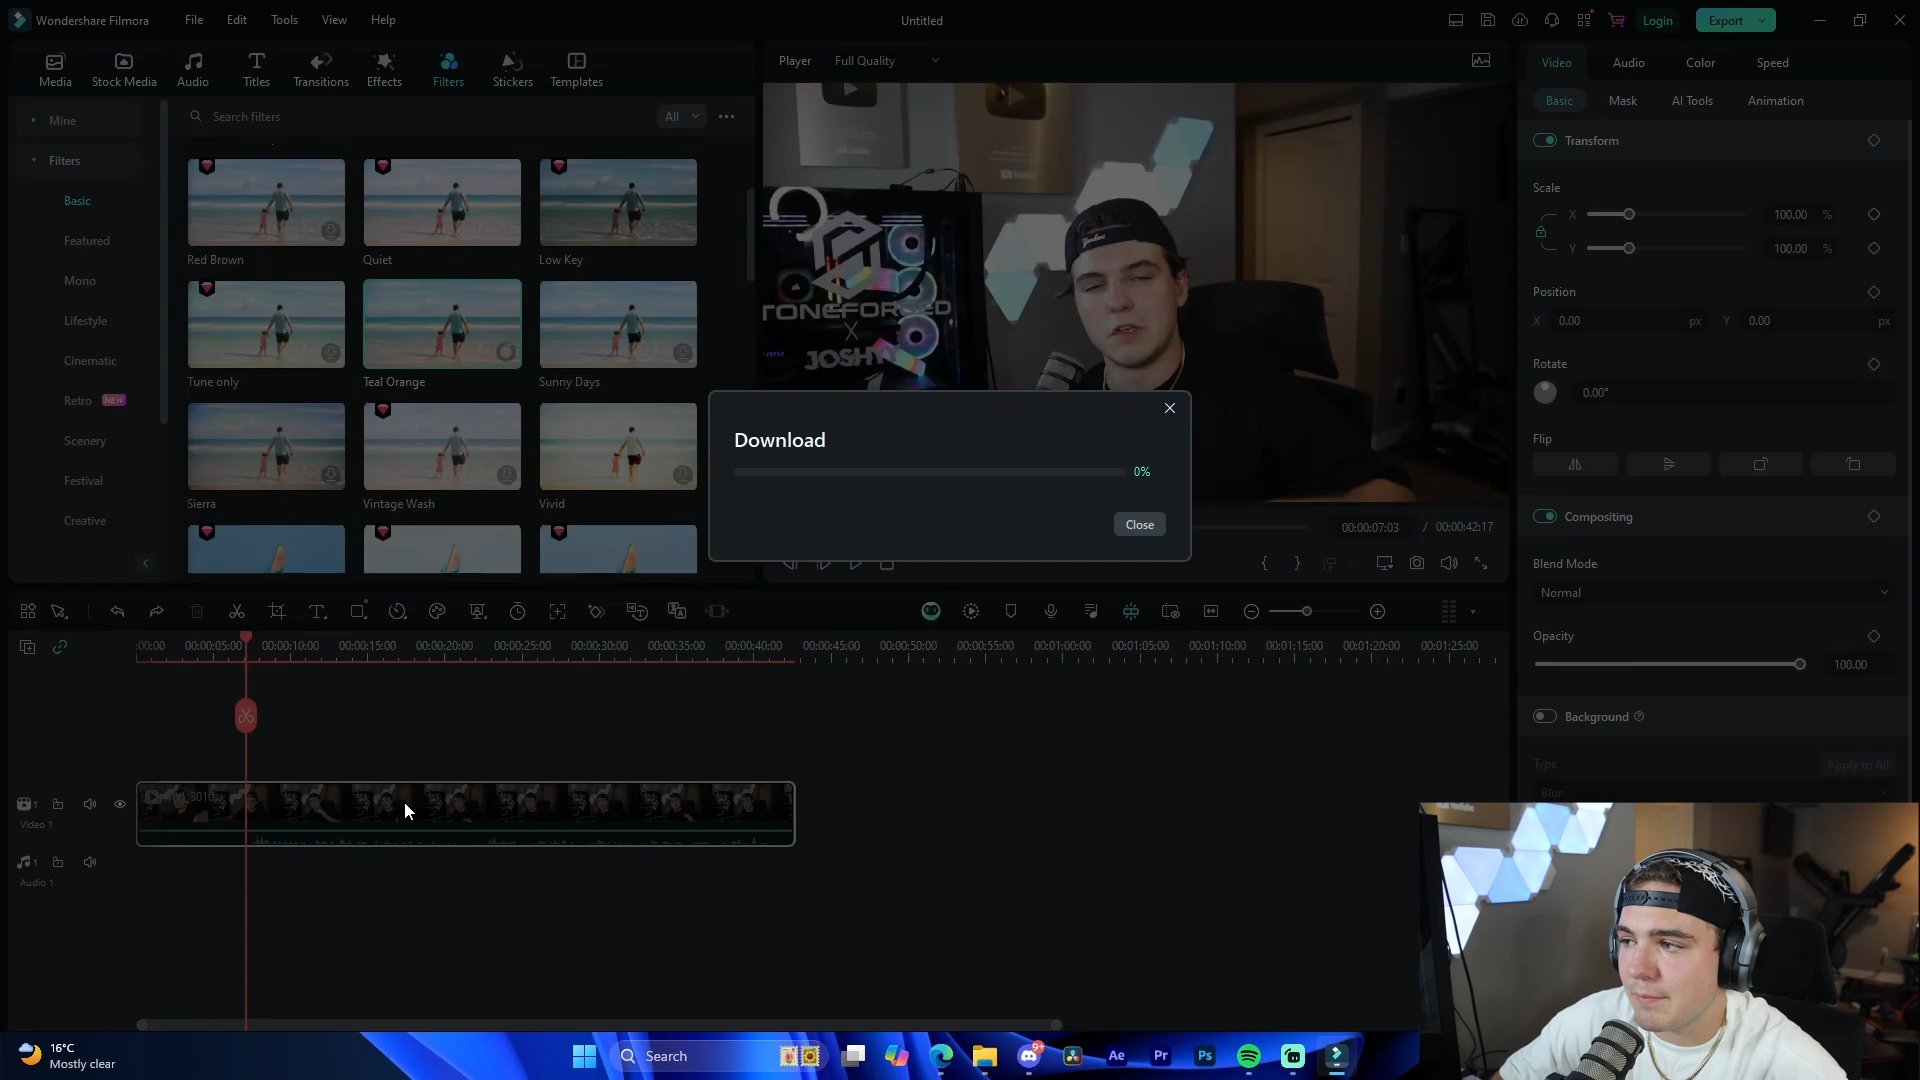 Wondershare Filmora
File
Edit
Tools
View
Help
Untitled
Login
Export
Media
Stock Media
Audio
Titles
Transitions
Effects
Filters
Stickers
Templates
Player
Full Quality
Video
Audio
Color
Speed
Basic
Mask
AI Tools
Animation
Mine
Search filters
All
Filters
Basic
Featured
Mono
Lifestyle
Cinematic
Retro NEW
Scenery
Festival
Creative
Red Brown
Quiet
Low Key
Tune only
Teal Orange
Sunny Days
Sierra
Vintage Wash
Vivid
STONEFORGED
X
JOSHY
Download
0%
Close
00:00:07:03 / 00:00:42:17
Transform
Scale
X 100.00 %
Y 100.00 %
Position
X 0.00 px Y 0.00 px
Rotate
0.00°
Flip
Compositing
Blend Mode
Normal
Opacity
100.00
Background
Type
Apply to All
Blur
:00:00 00:00:05:00 00:00:10:00 00:00:15:00 00:00:20:00 00:00:25:00 00:00:30:00 00:00:35:00 00:00:40:00 00:00:45:00 00:00:50:00 00:00:55:00 00:01:00:00 00:01:05:00 00:01:10:00 00:01:15:00 00:01:20:00 00:01:25:00
1
Video 1
1
Audio 1
16°C
Mostly clear
Search
9+
Ae
Pr
Ps